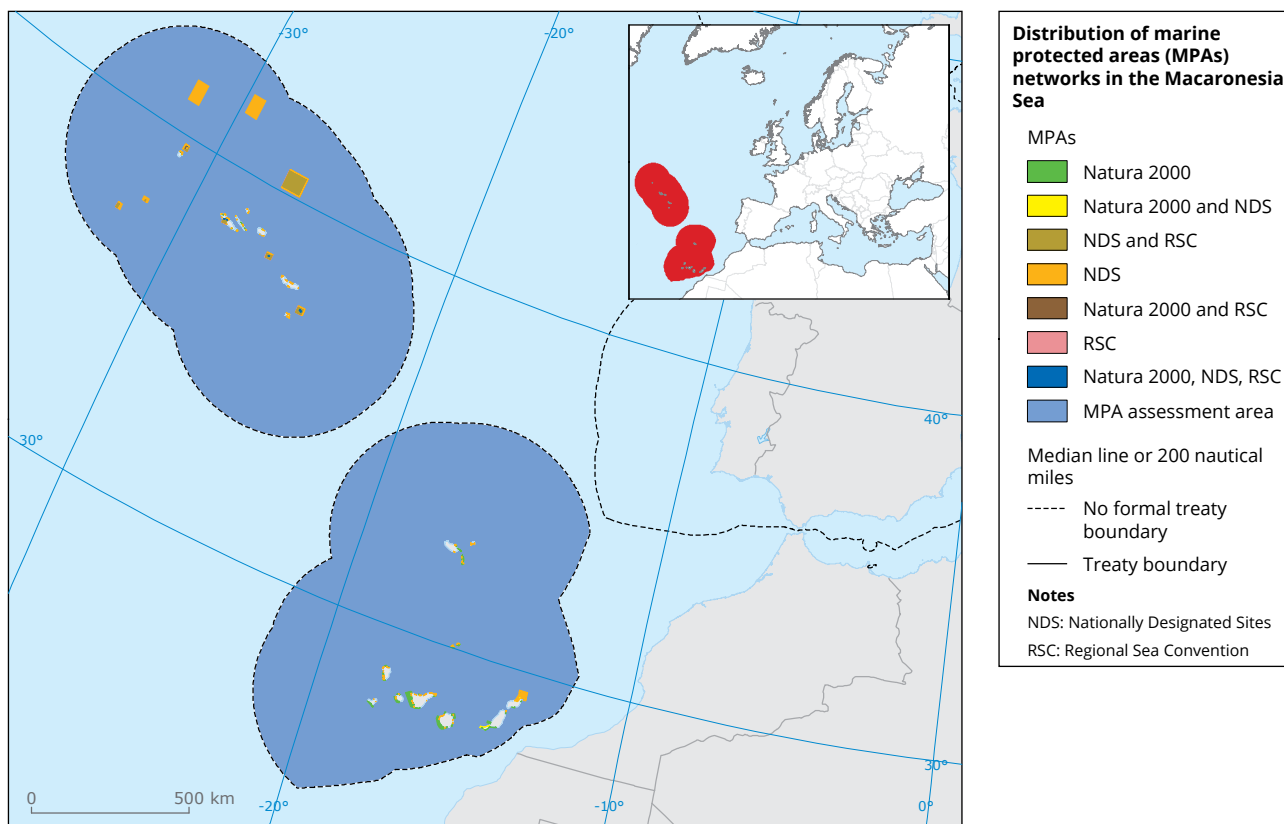 -30°
-20°
40°
30°
30°
-20°
-10°
0°
0
500 km
Distribution of marine
protected areas (MPAs)
networks in the Macaronesia
Sea
MPAs
Natura 2000
Natura 2000 and NDS
NDS and RSC
NDS
Natura 2000 and RSC
RSC
Natura 2000, NDS, RSC
MPA assessment area
Median line or 200 nautical
miles
No formal treaty
boundary
Treaty boundary
Notes
NDS: Nationally Designated Sites
RSC: Regional Sea Convention